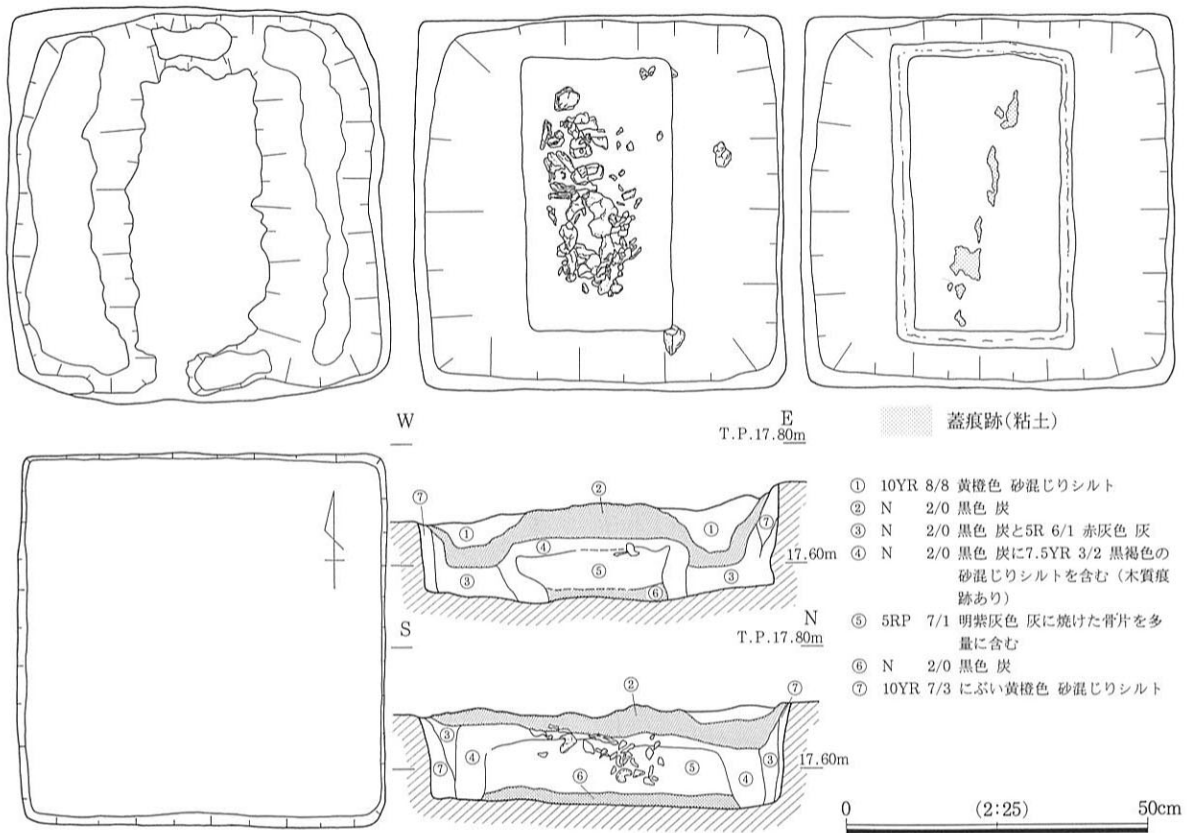 W
E
T.P.17.80m
②
⑦
①
①
⑦
④
⑤
③
③
⑥
17.60m
S
N
T.P.17.80m
②
⑦
③
④
⑤
④
③
⑦
⑥
17.60m
蓋痕跡(粘土)
① 10YR 8/8 黄橙色 砂混じりシルト
② N 2/0 黒色 炭
③ N 2/0 黒色 炭と5R 6/1 赤灰色 灰
④ N 2/0 黒色 炭に7.5YR 3/2 黒褐色の
砂混じりシルトを含む (木質痕
跡あり)
⑤ 5RP 7/1 明紫灰色 灰に焼けた骨片を多
量に含む
⑥ N 2/0 黒色 炭
⑦ 10YR 7/3 にぶい黄橙色 砂混じりシルト
0 (2:25) 50cm